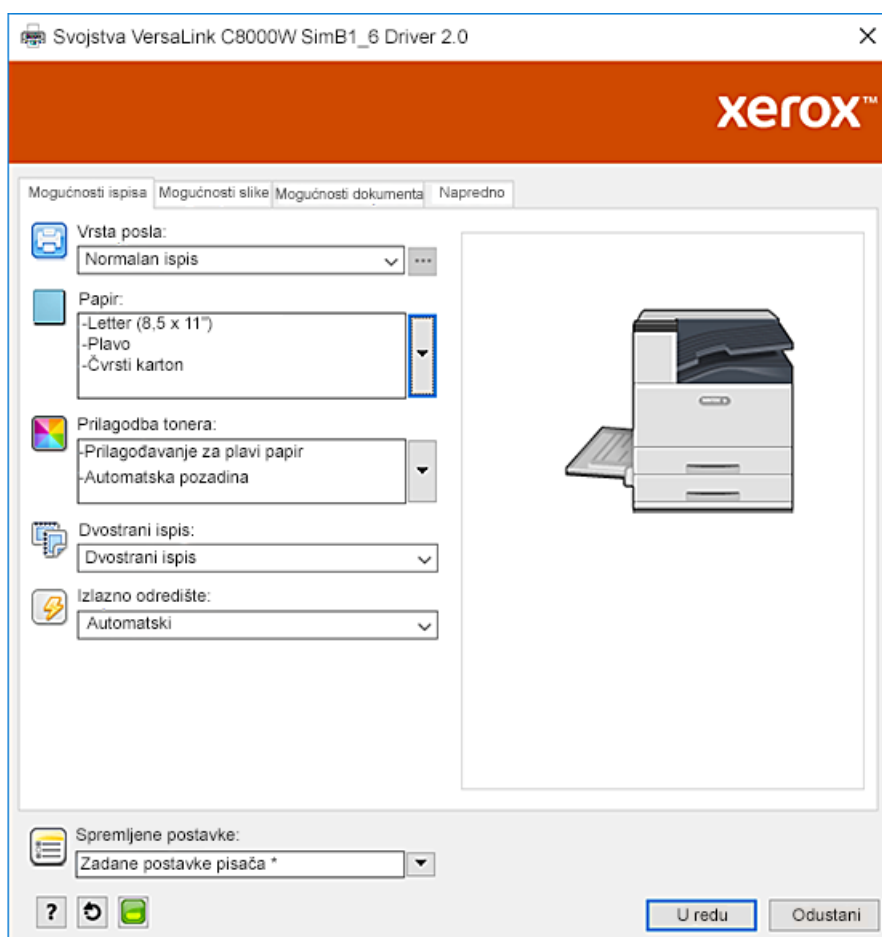 Svojstva VersaLink C8000W SimB1_6 Driver 2.0
xerox™
Mogućnosti ispisa Mogućnosti slike Mogućnosti dokumenta Napredno
Vrsta posla:
Normalan ispis
Papir:
-Letter (8,5 x 11")
-Plavo
-Čvrsti karton
Prilagodba tonera:
-Prilagođavanje za plavi papir
-Automatska pozadina
Dvostrani ispis:
Dvostrani ispis
Izlazno odredište:
Automatski
Spremljene postavke:
Zadane postavke pisača *
?
U redu Odustani